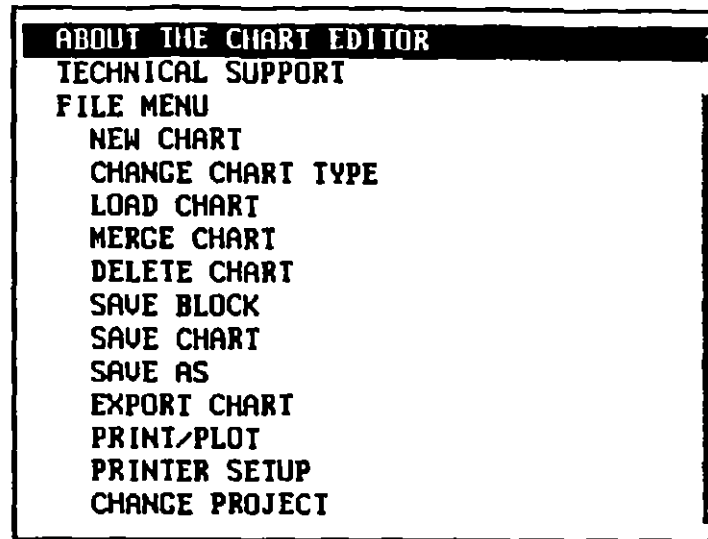 ABOUT THE CHART EDITOR
TECHNICAL SUPPORT
FILE MENU
NEW CHART
CHANGE CHART TYPE
LOAD CHART
MERGE CHART
DELETE CHART
SAVE BLOCK
SAVE CHART
SAVE AS
EXPORT CHART
PRINT/PLOT
PRINTER SETUP
CHANGE PROJECT